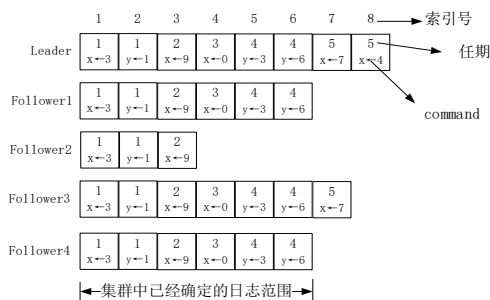 1 2 3 4 5 6 7 8 索引号
Leader 1 1 2 3 4 4 5 5 任期
x←3 y←1 x←9 x←0 y←3 y←6 x←7 x←4
command
Follower1 1 1 2 3 4 4
x←3 y←1 x←9 x←0 y←3 y←6
Follower2 1 1 2
x←3 y←1 x←9
Follower3 1 1 2 3 4 4 5
x←3 y←1 x←9 x←0 y←3 y←6 x←7
Follower4 1 1 2 3 4 4
x←3 y←1 x←9 x←0 y←3 y←6
集群中已经确定的日志范围